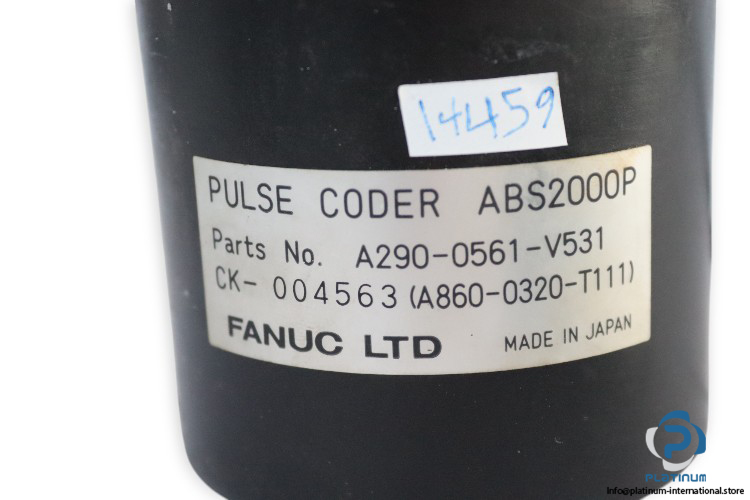 14459
PULSE CODER ABS2000P
Parts No. A290-0561-V531
CK- 004563 (A860-0320-T111)
FANUC LTD MADE IN JAPAN
PLATINUM
Info@platinum-international.store